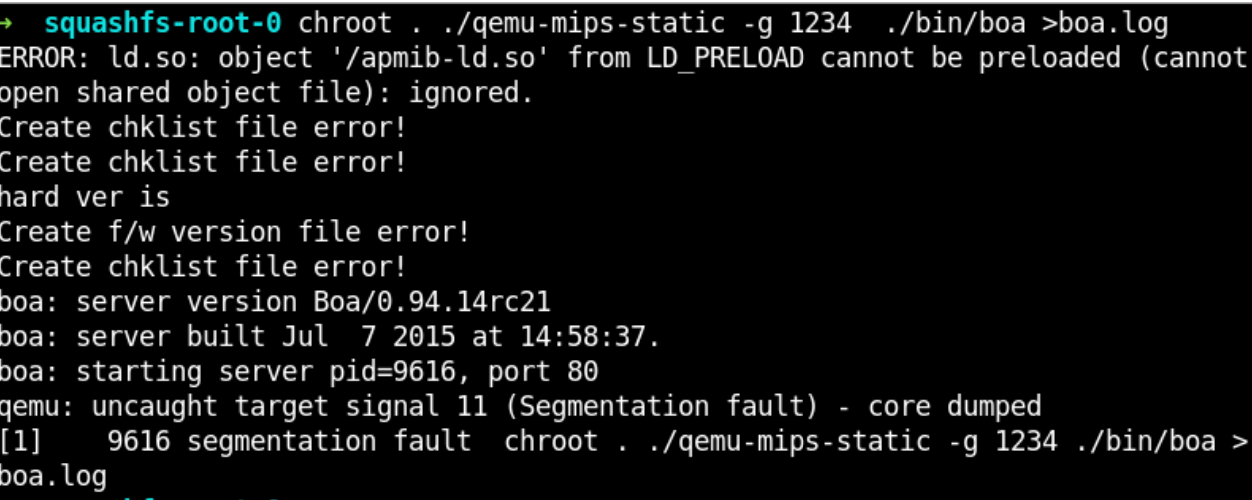 → squashfs-root-0 chroot . ./qemu-mips-static -g 1234  ./bin/boa >boa.log
ERROR: ld.so: object '/apmib-ld.so' from LD_PRELOAD cannot be preloaded (cannot
open shared object file): ignored.
Create chklist file error!
Create chklist file error!
hard ver is
Create f/w version file error!
Create chklist file error!
boa: server version Boa/0.94.14rc21
boa: server built Jul  7 2015 at 14:58:37.
boa: starting server pid=9616, port 80
qemu: uncaught target signal 11 (Segmentation fault) - core dumped
[1]    9616 segmentation fault  chroot . ./qemu-mips-static -g 1234 ./bin/boa >
boa.log